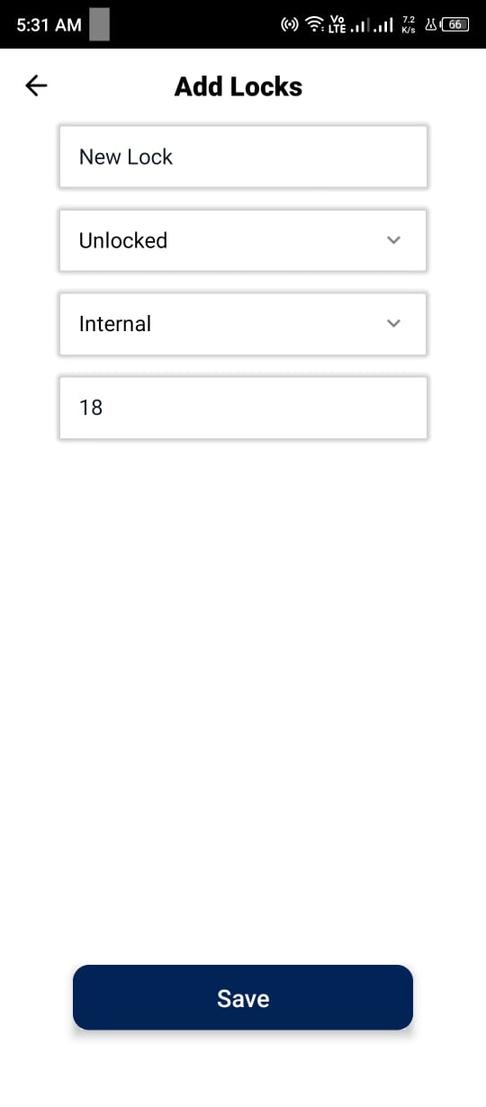 5:31 AM
Vo
LTE
7.2
K/s
66
Add Locks
New Lock
Unlocked
Internal
18
Save